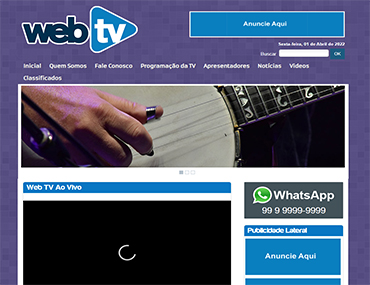 web tv
Anuncie Aqui
Sexta feira, 01 de Abril de 2022
Buscar OK
Inicial Quem Somos Fale Conosco Programação da TV Apresentadores Notícias Vídeos
Classificados
Web TV Ao Vivo
WhatsApp
99 9 9999-9999
Publicidade Lateral
Anuncie Aqui